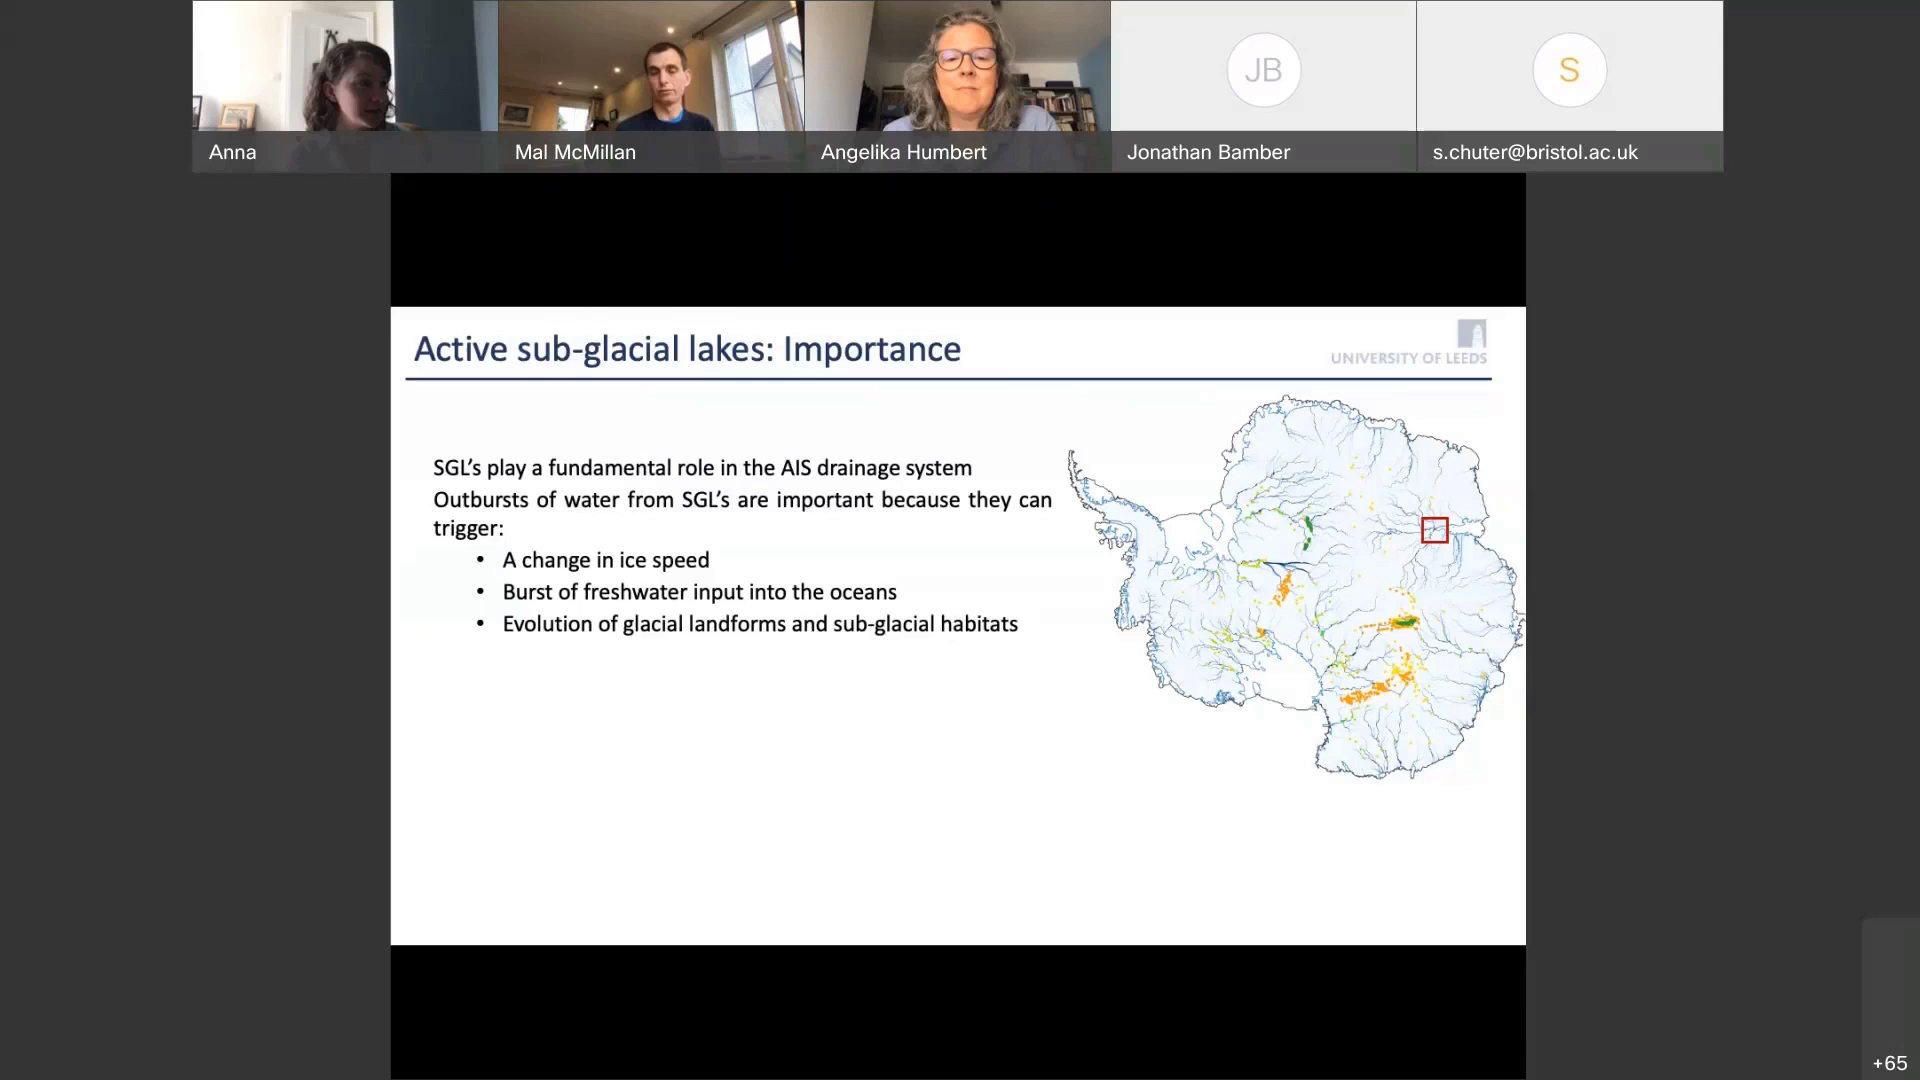 Anna
Mal McMillan
Angelika Humbert
JB
Jonathan Bamber
S
s.chuter@bristol.ac.uk
Active sub-glacial lakes: Importance
UNIVERSITY OF LEEDS
SGL’s play a fundamental role in the AIS drainage system
Outbursts of water from SGL’s are important because they can
trigger:
• A change in ice speed
• Burst of freshwater input into the oceans
• Evolution of glacial landforms and sub-glacial habitats
+65